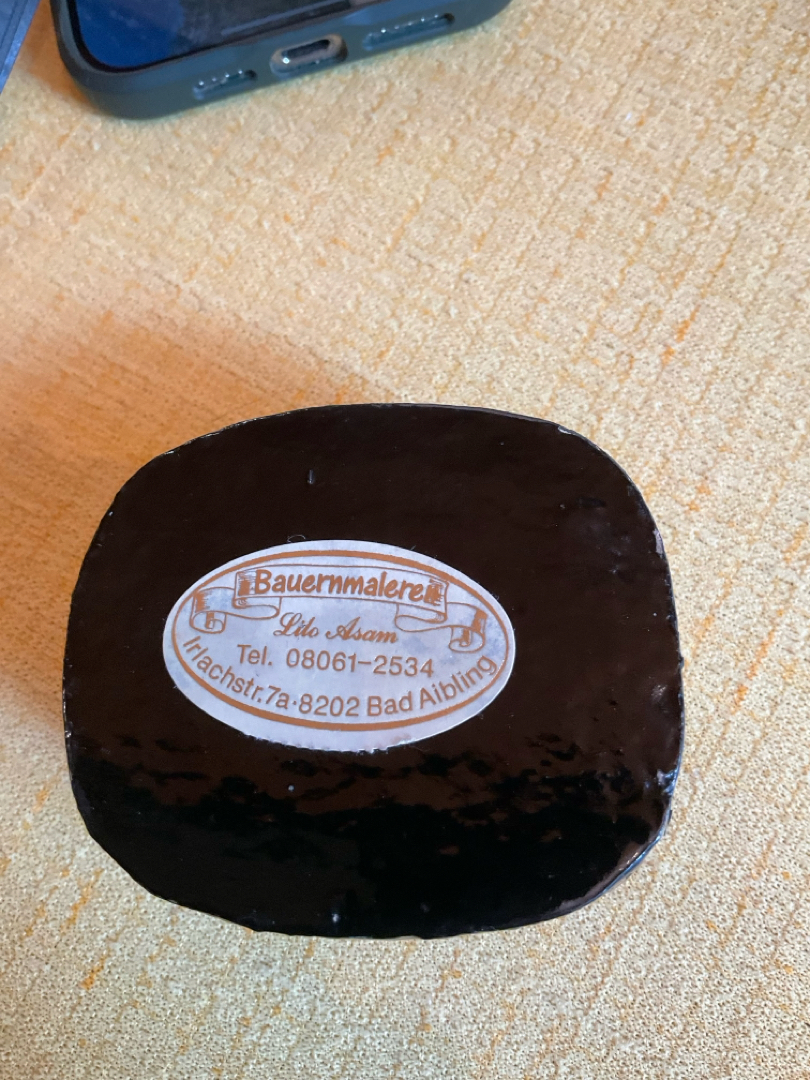 Bauernmalerei
Lilo Asam
Tel. 08061-2534
Irlachstr.7a·8202 Bad Aibling